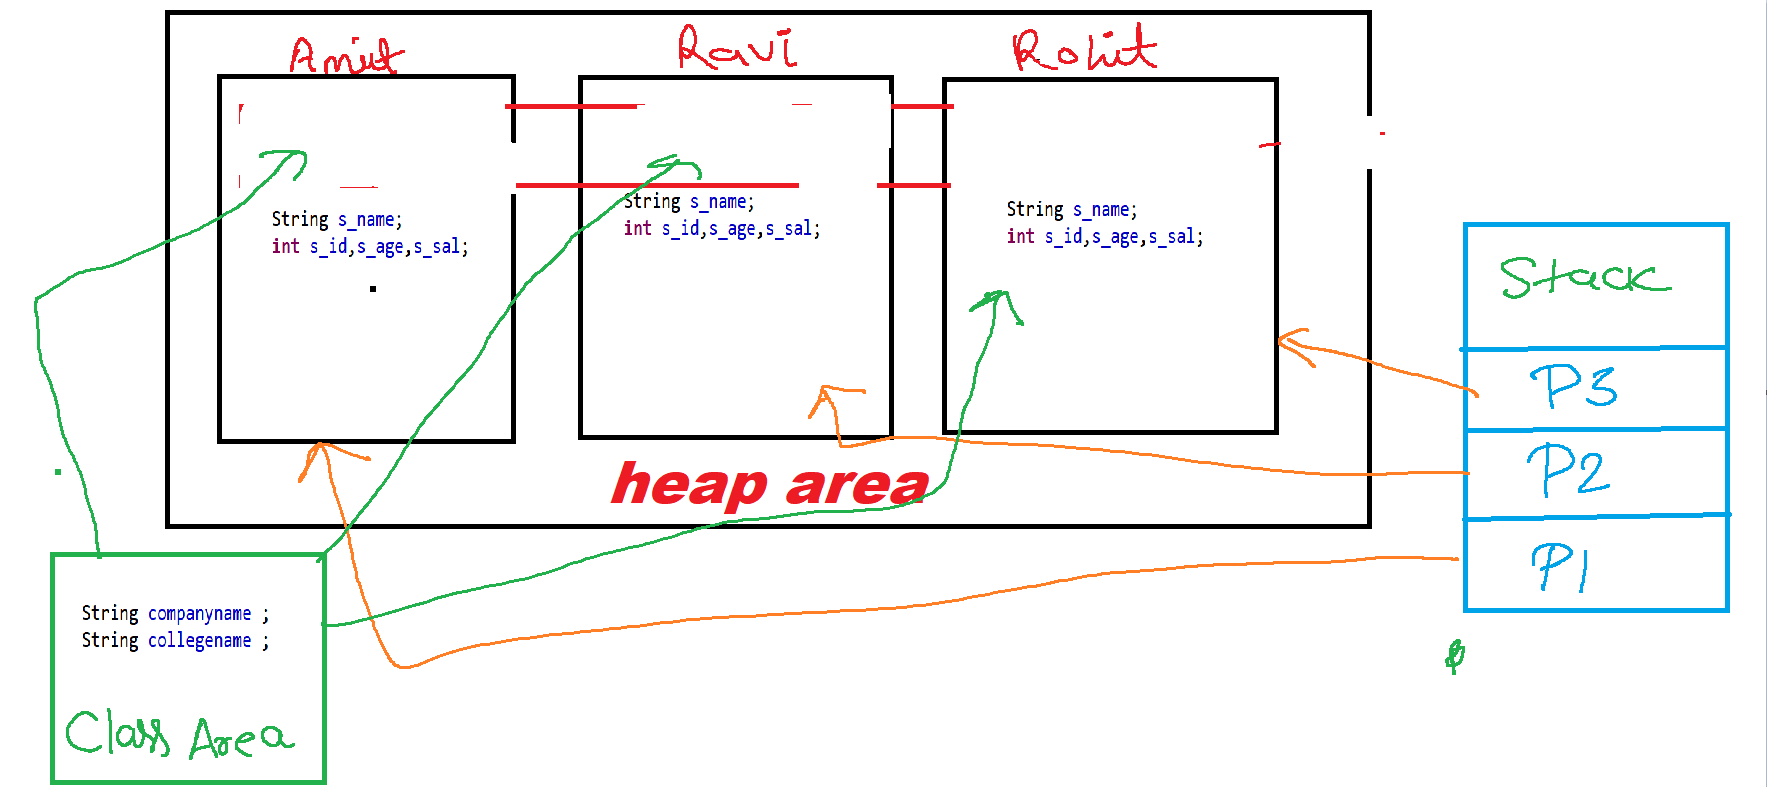 Amit
Ravi
Rohit
String s_name;
int s_id,s_age,s_sal;
String s_name;
int s_id,s_age,s_sal;
String s_name;
int s_id,s_age,s_sal;
heap area
Stack
P3
P2
P1
String companyname ;
String collegename ;
Class Area